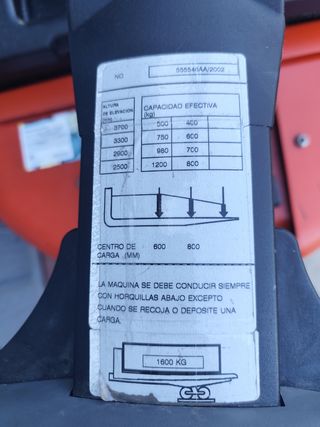 NO 555540AA/2002
ALTURA DE ELEVACION (mm) CAPACIDAD EFECTIVA (kg)
3700 500 400
3300 750 600
2900 980 700
2500 1200 800
CENTRO DE CARGA (MM) 600 800
LA MAQUINA SE DEBE CONDUCIR SIEMPRE
CON HORQUILLAS ABAJO EXCEPTO
CUANDO SE RECOJA O DEPOSITE UNA
CARGA.
1600 KG